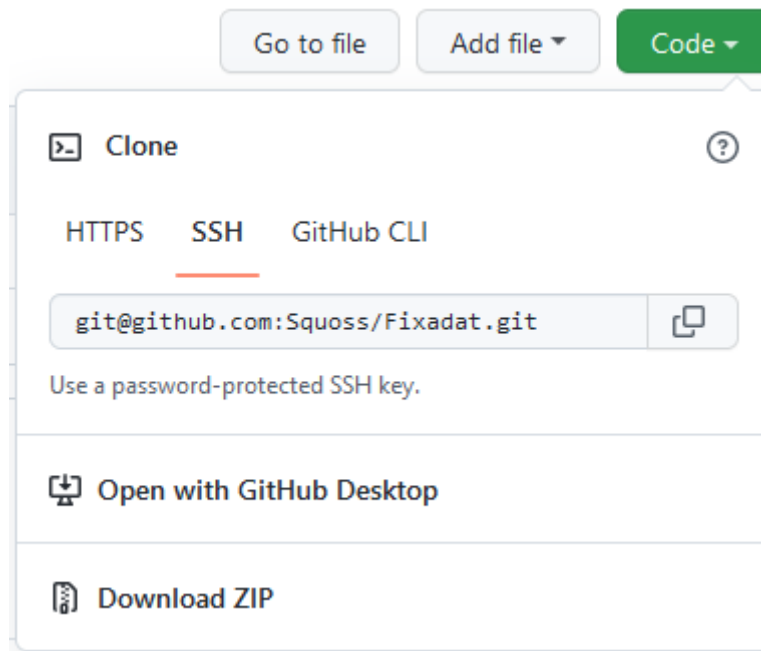 Go to file Add file Code
Clone
HTTPS SSH GitHub CLI
git@github.com:Squoss/Fixadat.git
Use a password-protected SSH key.
Open with GitHub Desktop
Download ZIP